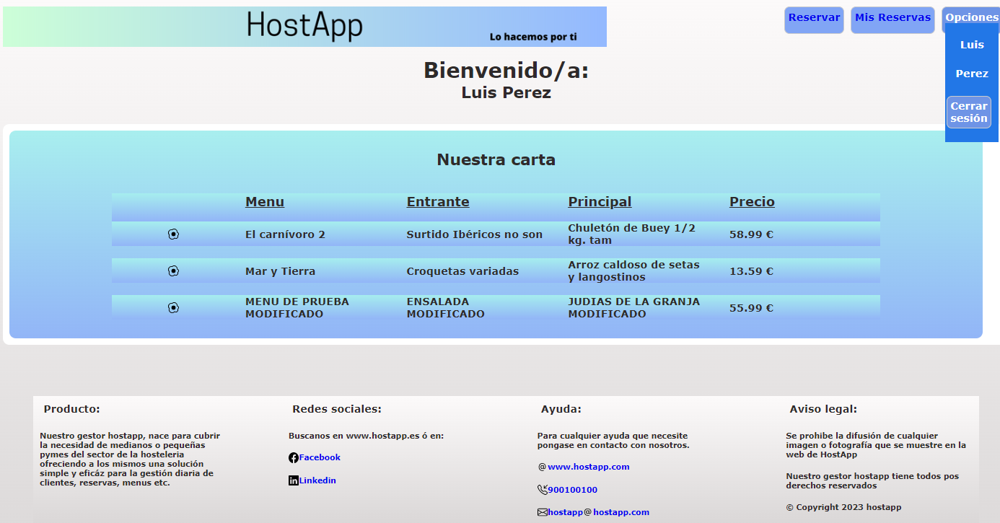 HostApp
Lo hacemos por ti
Reservar
Mis Reservas
Opciones
Luis
Perez
Cerrar
sesión
Bienvenido/a:
Luis Perez
Nuestra carta
Menu Entrante Principal Precio
El carnívoro 2 Surtido Ibéricos no son Chuletón de Buey 1/2
kg. tam 58.99 €
Mar y Tierra Croquetas variadas Arroz caldoso de setas
y langostinos 13.59 €
MENU DE PRUEBA
MODIFICADO
ENSALADA
MODIFICADO
JUDIAS DE LA GRANJA
MODIFICADO
55.99 €
Producto:
Nuestro gestor hostapp, nace para cubrir
la necesidad de medianos o pequeñas
pymes del sector de la hosteleria
ofreciendo a los mismos una solución
simple y eficáz para la gestión diaria de
clientes, reservas, menus etc.
Redes sociales:
Buscanos en www.hostapp.es ó en:
Facebook
Linkedin
Ayuda:
Para cualquier ayuda que necesite
pongase en contacto con nosotros.
@www.hostapp.com
900100100
hostapp@hostapp.com
Aviso legal:
Se prohibe la difusión de cualquier
imagen o fotografía que se muestre en la
web de HostApp
Nuestro gestor hostapp tiene todos pos
derechos reservados
© Copyright 2023 hostapp